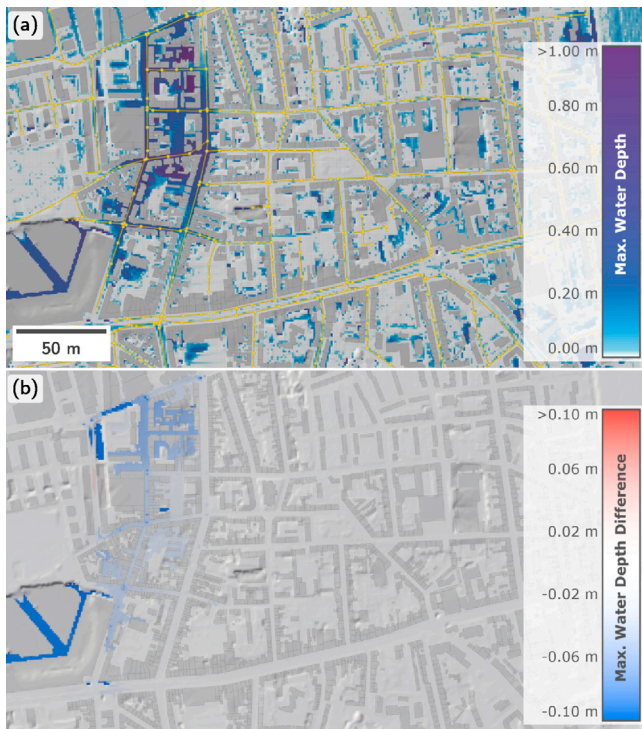 (a)
>1.00 m
0.80 m
0.60 m
0.40 m
0.20 m
0.00 m
Max. Water Depth
50 m
(b)
>0.10 m
0.06 m
0.02 m
-0.02 m
-0.06 m
-0.10 m
Max. Water Depth Difference